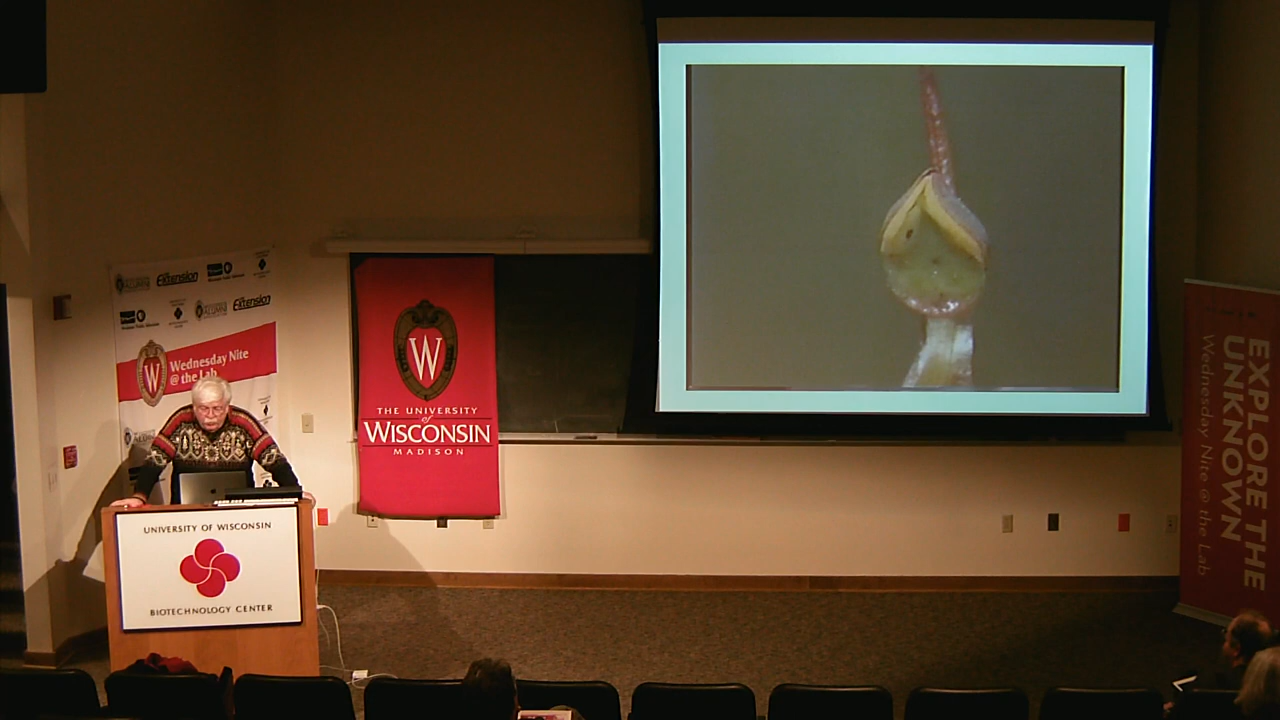 Extension
ALUMNI
Extension
Wednesday Nite
@ the Lab
W
W
THE UNIVERSITY
of
WISCONSIN
MADISON
UNIVERSITY OF WISCONSIN
BIOTECHNOLOGY CENTER
EXPLORE THE
UNKNOWN
Wednesday Nite @ the Lab